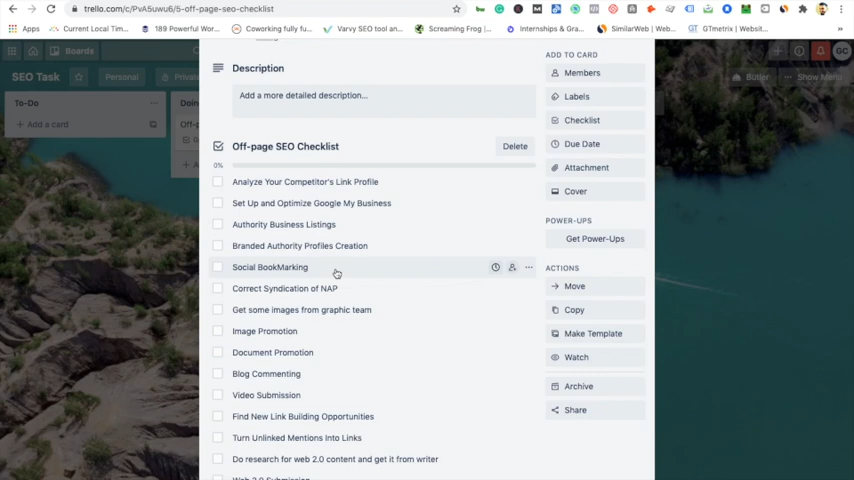 trello.com/c/PvA5uwu6/5-off-page-seo-checklist
Apps
Current Local Tim...
189 Powerful Wor...
Coworking fully fu...
Varvy SEO tool an...
Screaming Frog |...
Internships & Gra...
SimilarWeb | Web...
GTmetrix | Websit...
Boards
GC
SEO Task
Personal
Butler
Show Menu
To-Do
Add a card
Description
Add a more detailed description...
Off-page SEO Checklist
Delete
0%
Analyze Your Competitor's Link Profile
Set Up and Optimize Google My Business
Authority Business Listings
Branded Authority Profiles Creation
Social BookMarking
Correct Syndication of NAP
Get some images from graphic team
Image Promotion
Document Promotion
Blog Commenting
Video Submission
Find New Link Building Opportunities
Turn Unlinked Mentions Into Links
Do research for web 2.0 content and get it from writer
Web 2.0 Submission
ADD TO CARD
Members
Labels
Checklist
Due Date
Attachment
Cover
POWER-UPS
Get Power-Ups
ACTIONS
Move
Copy
Make Template
Watch
Archive
Share